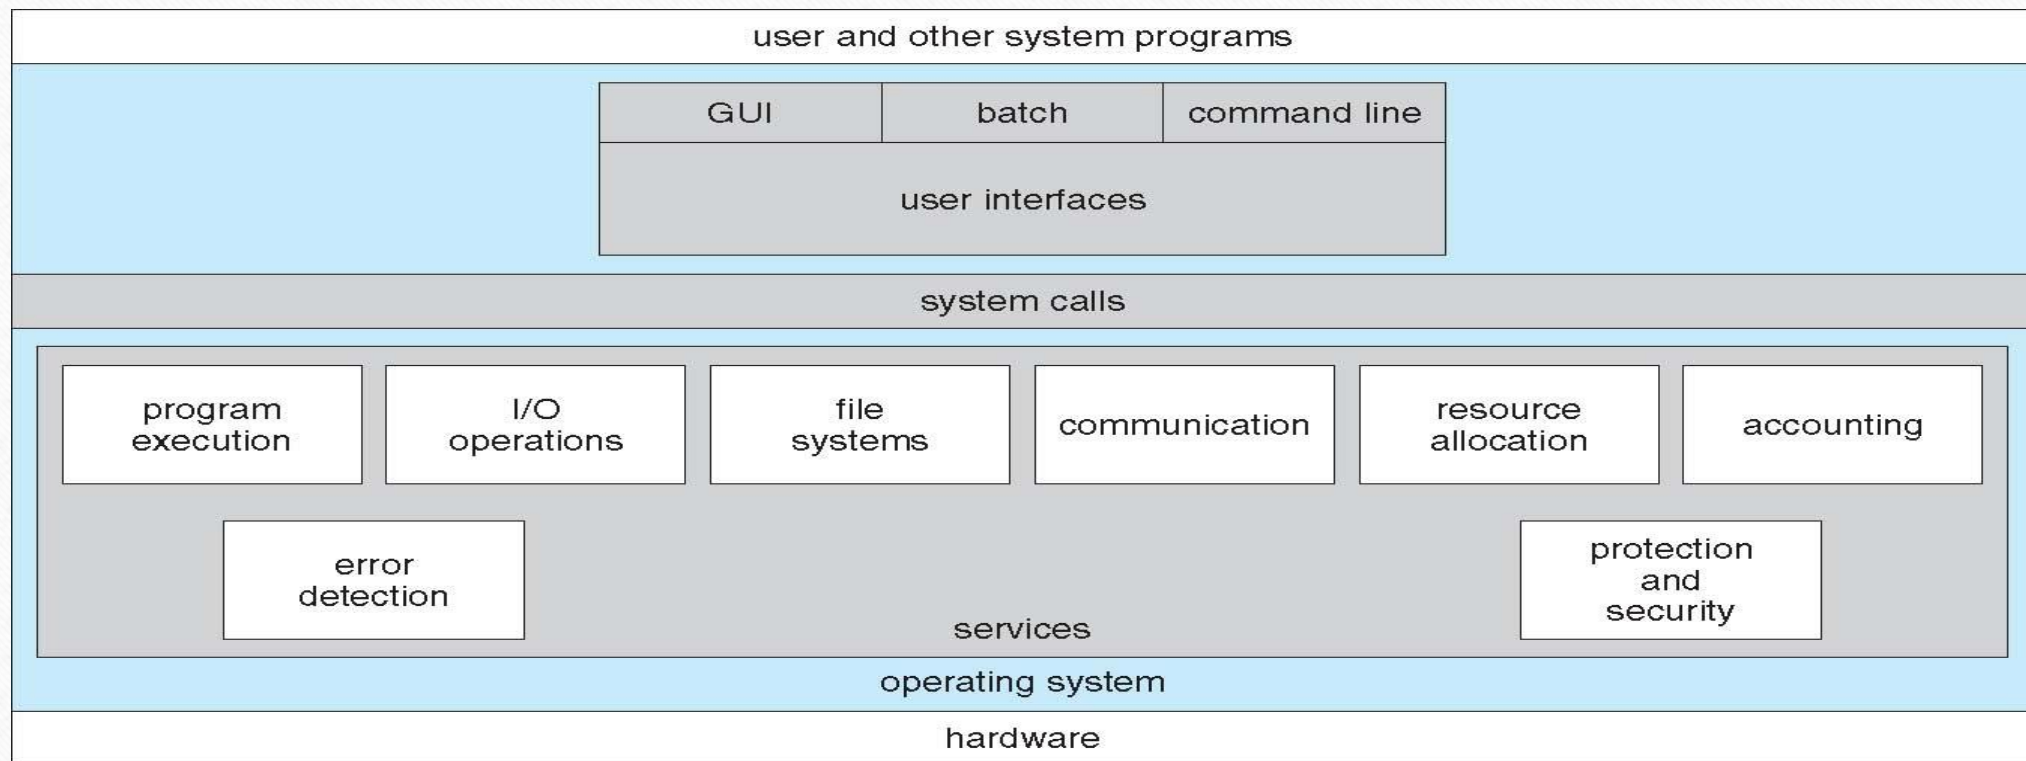 user and other system programs
GUI
batch
command line
user interfaces
system calls
program
execution
I/O
operations
file
systems
communication
resource
allocation
accounting
error
detection
protection
and
security
services
operating system
hardware